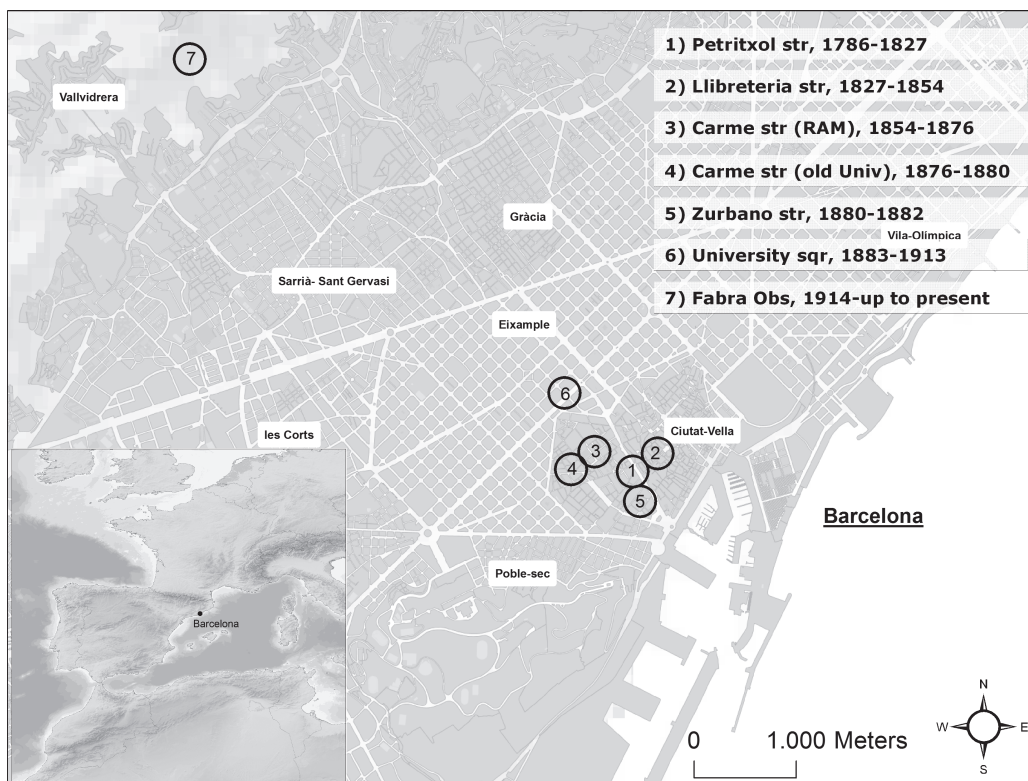 1) Petritxol str, 1786-1827
2) Llibreteria str, 1827-1854
3) Carme str (RAM), 1854-1876
4) Carme str (old Univ), 1876-1880
5) Zurbano str, 1880-1882
Vila-Olímpica
6) University sqr, 1883-1913
7) Fabra Obs, 1914-up to present
7
Vallvidrera
Gràcia
Sarrià- Sant Gervasi
Eixample
6
les Corts
Ciutat-Vella
3
2
4
1
5
Barcelona
Poble-sec
Barcelona
N
W
E
S
0
1.000 Meters